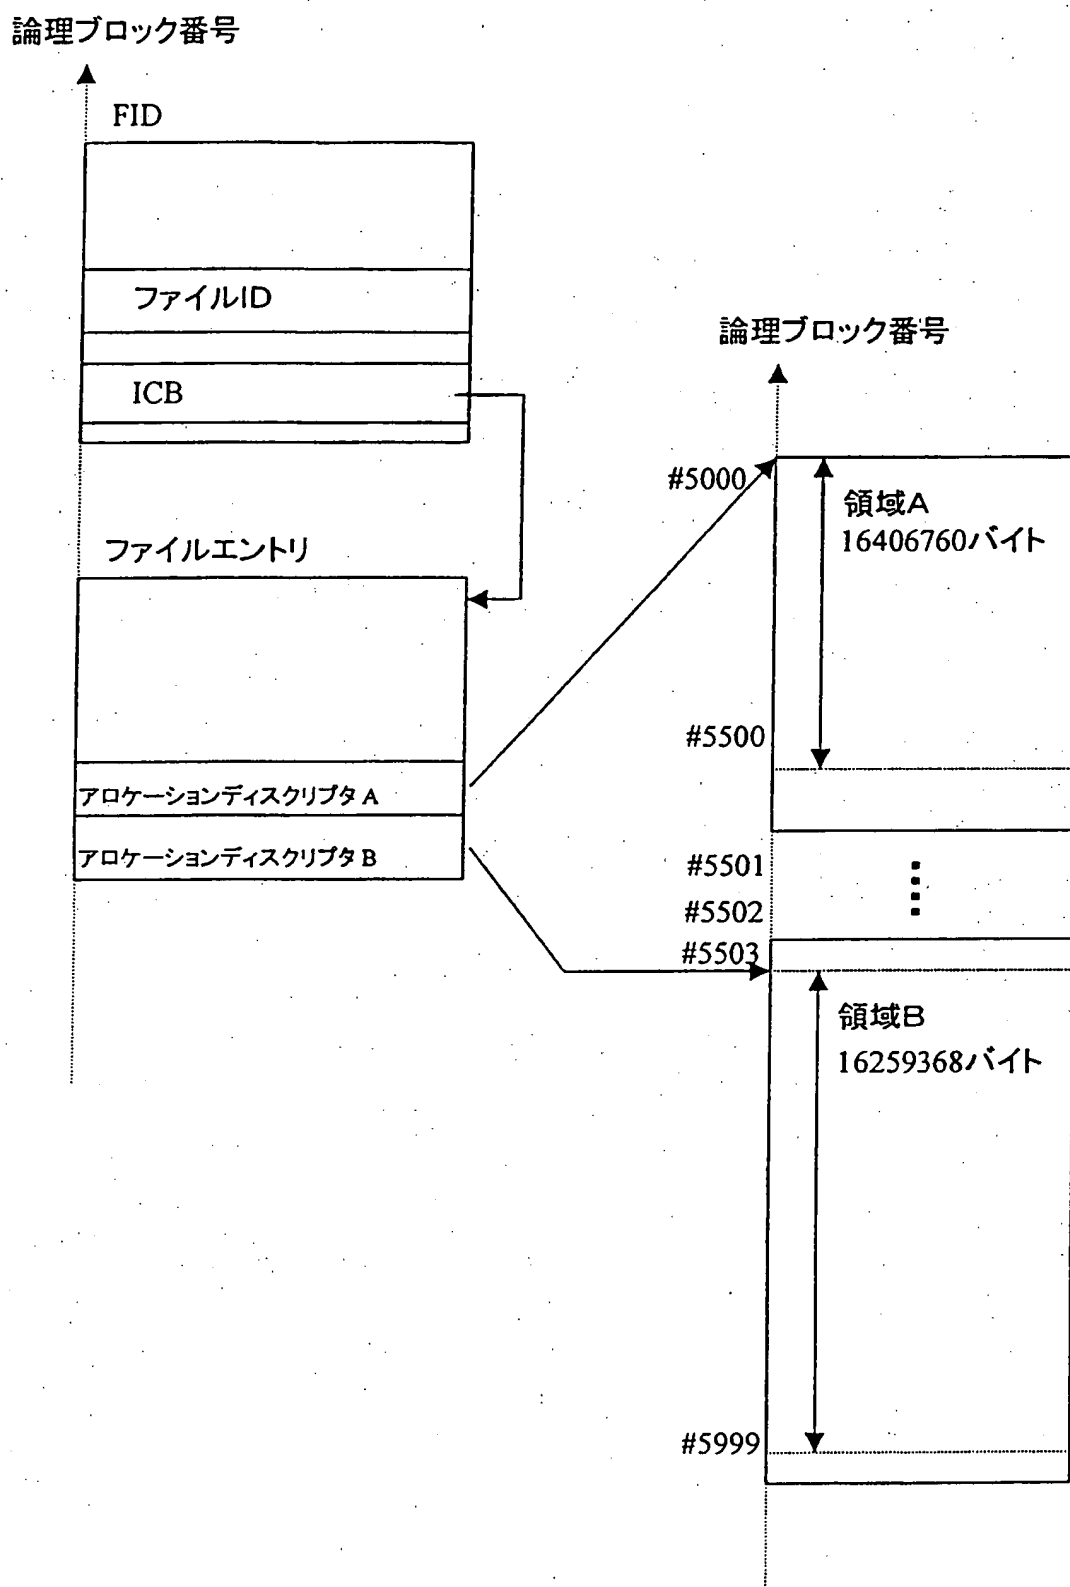 論理ブロック番号
FID
ファイルID
ICB
ファイルエントリ
アロケーションディスクリプタ A
アロケーションディスクリプタ B
論理ブロック番号
#5000
領域A
16406760バイト
#5500
#5501
#5502
#5503
領域B
16259368バイト
#5999